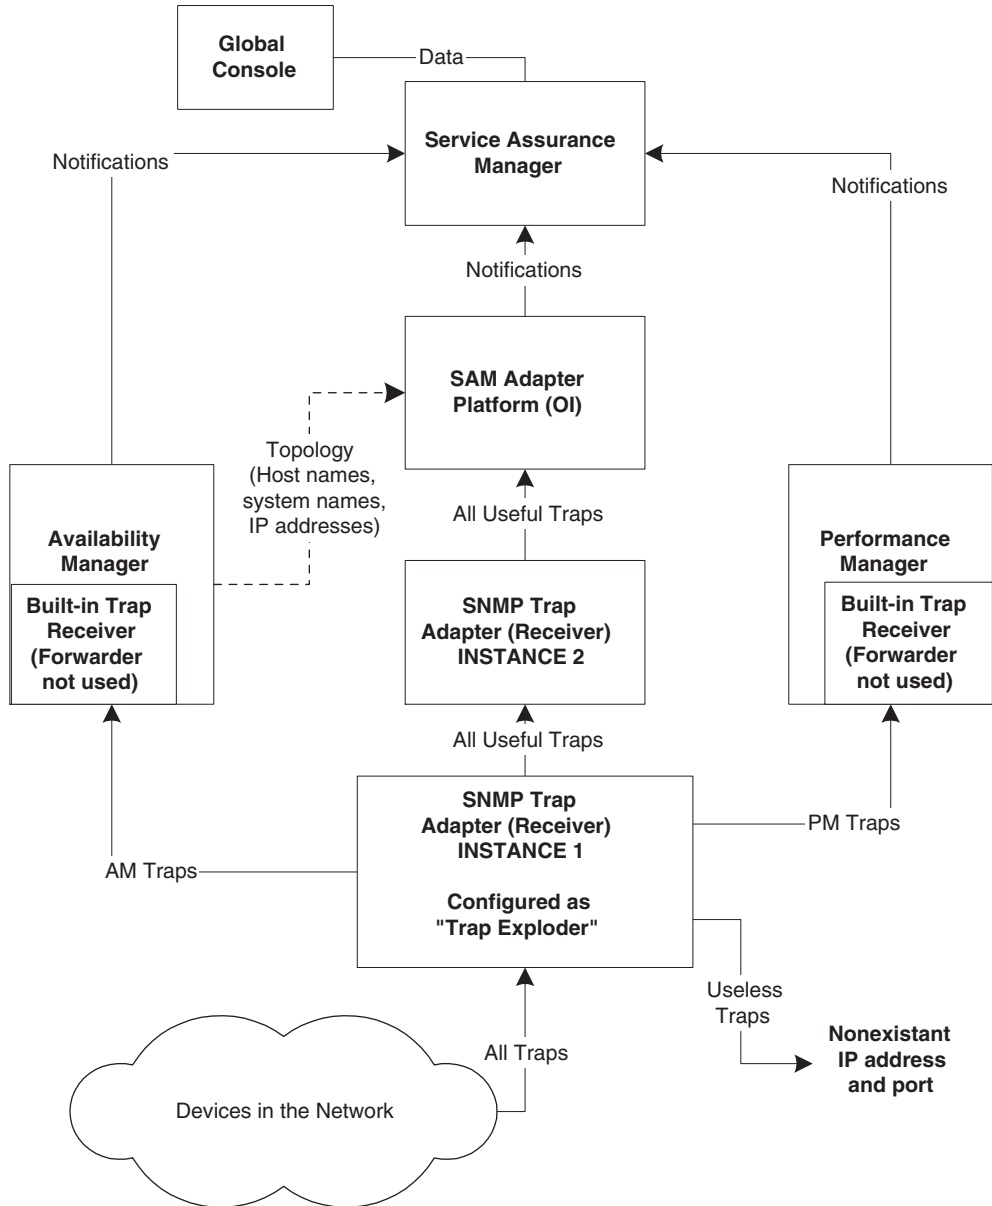 Global
Console
Data
Service Assurance
Manager
Notifications
Notifications
Notifications
SAM Adapter
Platform (OI)
Topology
(Host names,
system names,
IP addresses)
All Useful Traps
Availability
Manager
Built-in Trap
Receiver
(Forwarder
not used)
SNMP Trap
Adapter (Receiver)
INSTANCE 2
Performance
Manager
Built-in Trap
Receiver
(Forwarder
not used)
All Useful Traps
SNMP Trap
Adapter (Receiver)
INSTANCE 1
Configured as
"Trap Exploder"
AM Traps
PM Traps
Useless
Traps
Nonexistant
IP address
and port
All Traps
Devices in the Network